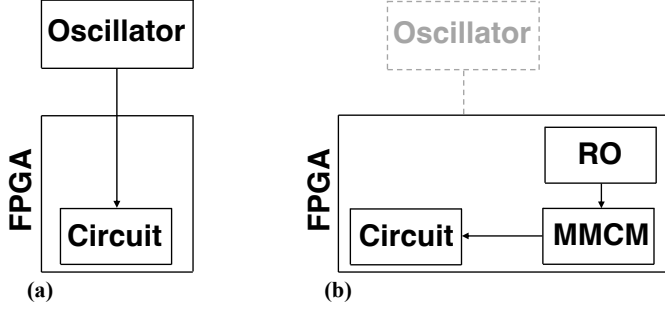 Oscillator
FPGA
Circuit
(a)
Oscillator
FPGA
RO
Circuit
MMCM
(b)